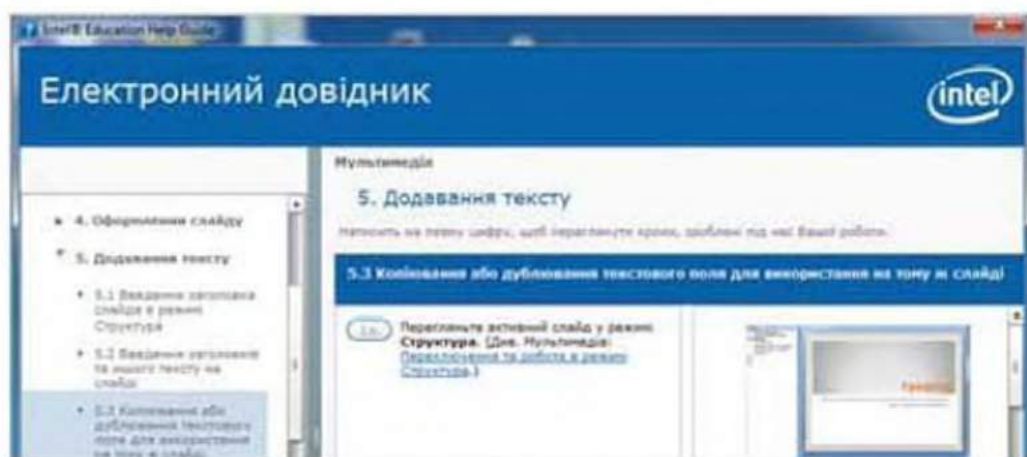 Intel® Education Help Guide
Електронний довідник
intel
Мультимедіа
5. Додавання тексту
Натисніть на певну цифру, щоб переглянути кроки, зроблені під час Вашої роботи.
4. Оформлення слайду
5. Додавання тексту
5.1 Введення заголовка
слайда в режимі
Структура
5.2 Введення заголовків
та іншого тексту на
слайді
5.3 Копіювання або
дублювання текстового
поля для використання
на тому ж слайді
5.3 Копіювання або дублювання текстового поля для використання на тому ж слайді
Перегляньте активний слайд у режимі
Структура. (Див. Мультимедіа:
Переключення та робота в режимі
Структура.)